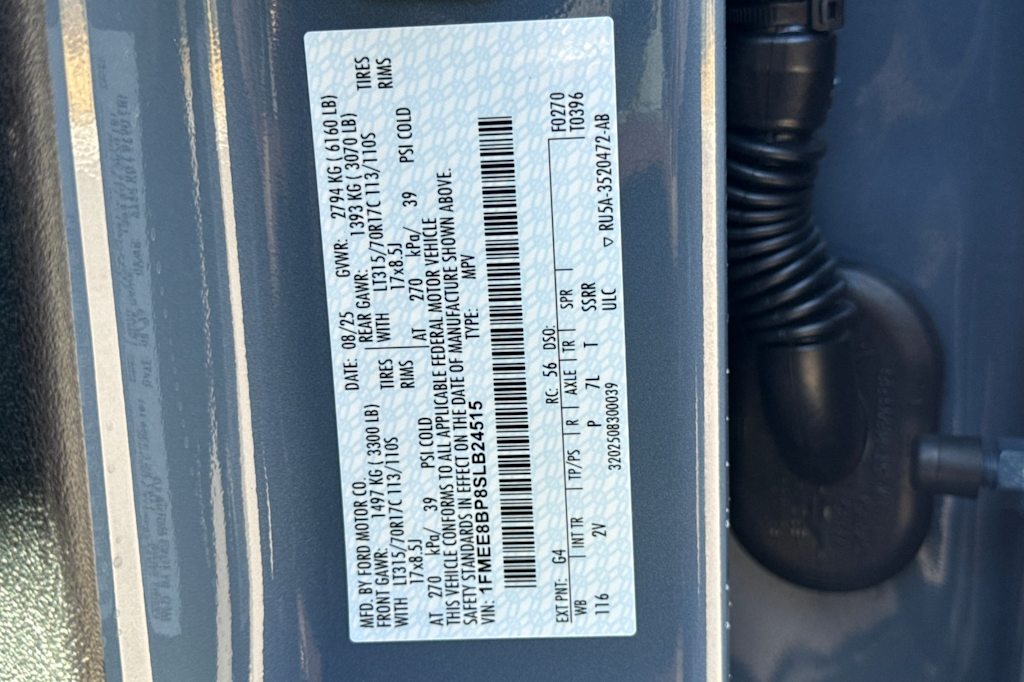 MFD. BY FORD MOTOR CO. DATE: 08/25 GVWR: 2794 KG ( 6160 LB)
FRONT GAWR: 1497 KG ( 3300 LB) REAR GAWR: 1393 KG ( 3070 LB)
WITH LT315/70R17C 113/110S TIRES WITH LT315/70R17C 113/110S TIRES
17x8.5J RIMS 17x8.5J RIMS
AT 270 kPa/ 39 PSI COLD AT 270 kPa/ 39 PSI COLD
THIS VEHICLE CONFORMS TO ALL APPLICABLE FEDERAL MOTOR VEHICLE
SAFETY STANDARDS IN EFFECT ON THE DATE OF MANUFACTURE SHOWN ABOVE.
VIN: 1FMEE8BP8SLB24515 TYPE: MPV
EXT PNT: G4 RC: 56 DSO: F0270
WB INT TR TP/PS R AXLE TR SPR T0396
116 2V P 7L T SSRR
3202508300039 ULC ▽ RU5A-3520472-AB